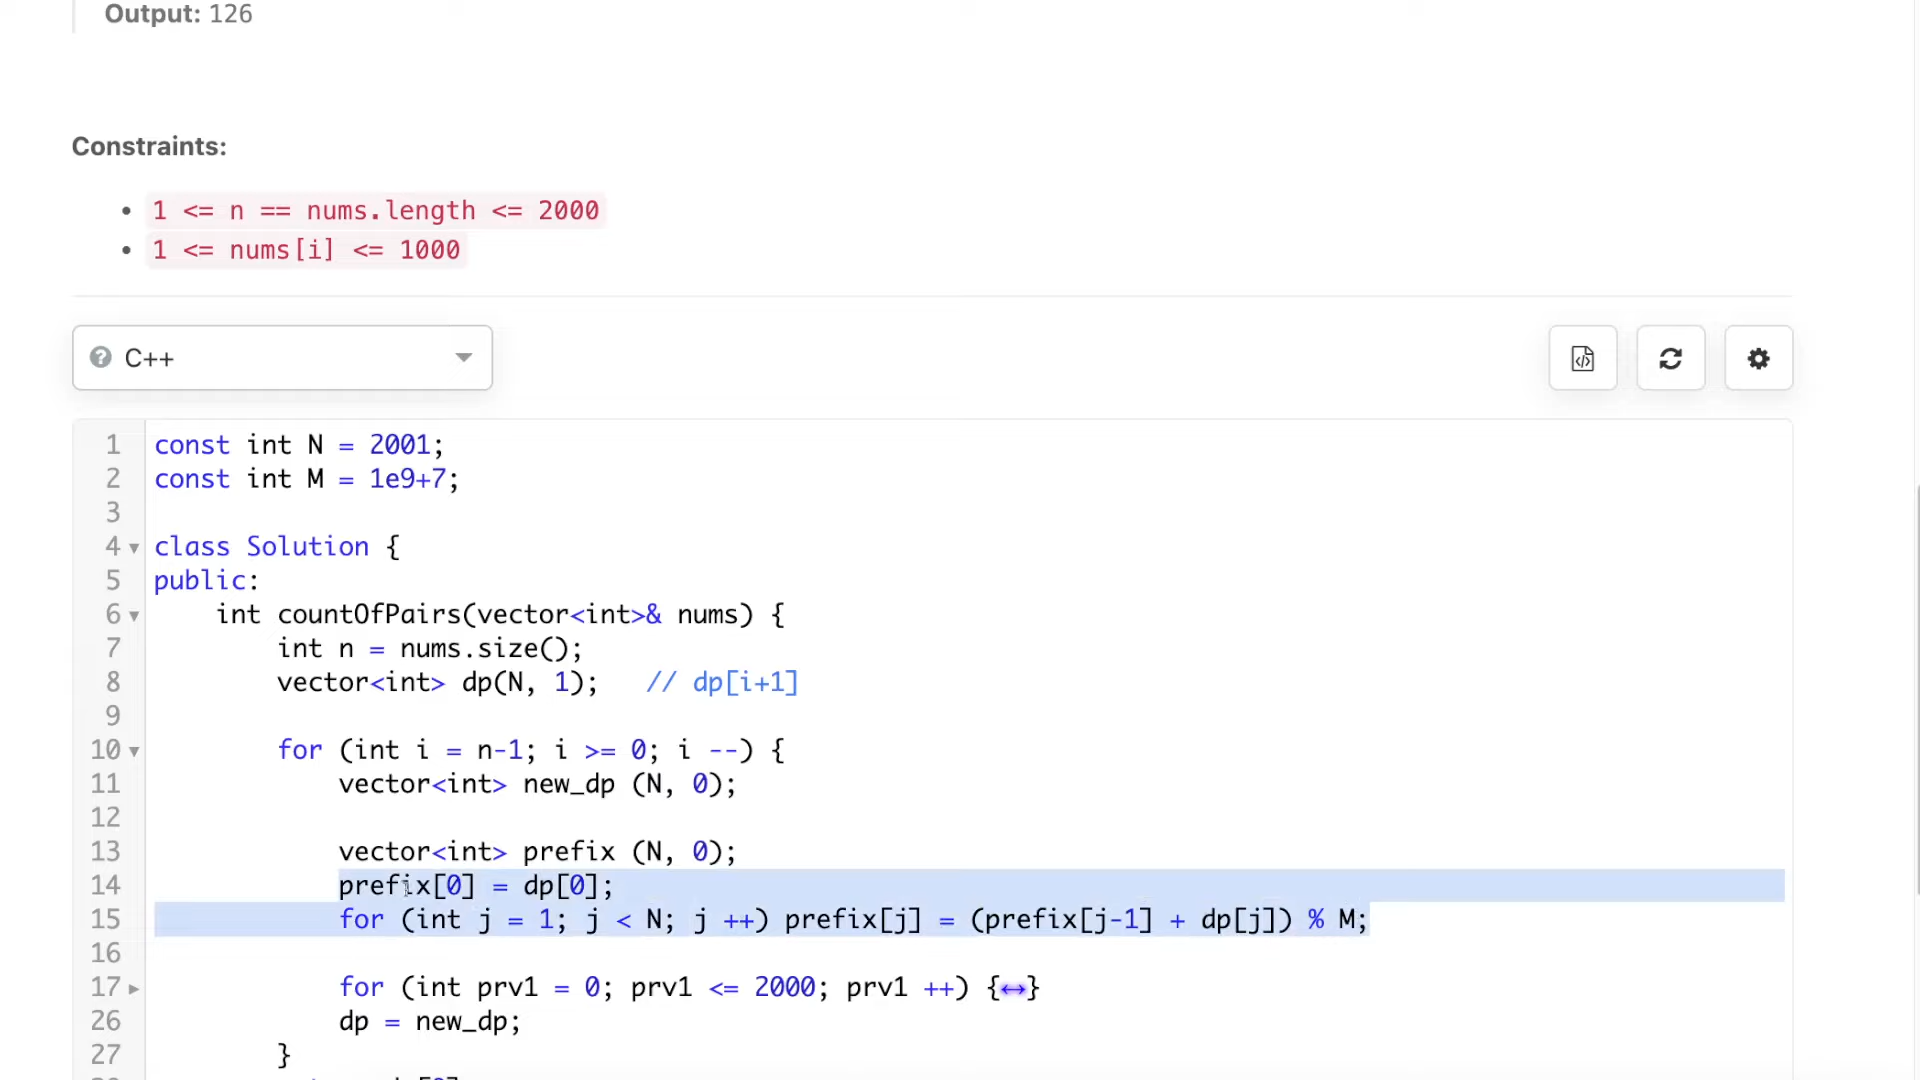 Output: 126
Constraints:
1 <= n == nums.length <= 2000
1 <= nums[i] <= 1000
C++
1 const int N = 2001;
2 const int M = 1e9+7;
3
4 class Solution {
5 public:
6 int countOfPairs(vector<int>& nums) {
7 int n = nums.size();
8 vector<int> dp(N, 1); // dp[i+1]
9
10 for (int i = n-1; i >= 0; i --) {
11 vector<int> new_dp (N, 0);
12
13 vector<int> prefix (N, 0);
14 prefix[0] = dp[0];
15 for (int j = 1; j < N; j ++) prefix[j] = (prefix[j-1] + dp[j]) % M;
16
17 for (int prv1 = 0; prv1 <= 2000; prv1 ++) {↔}
26 dp = new_dp;
27 }